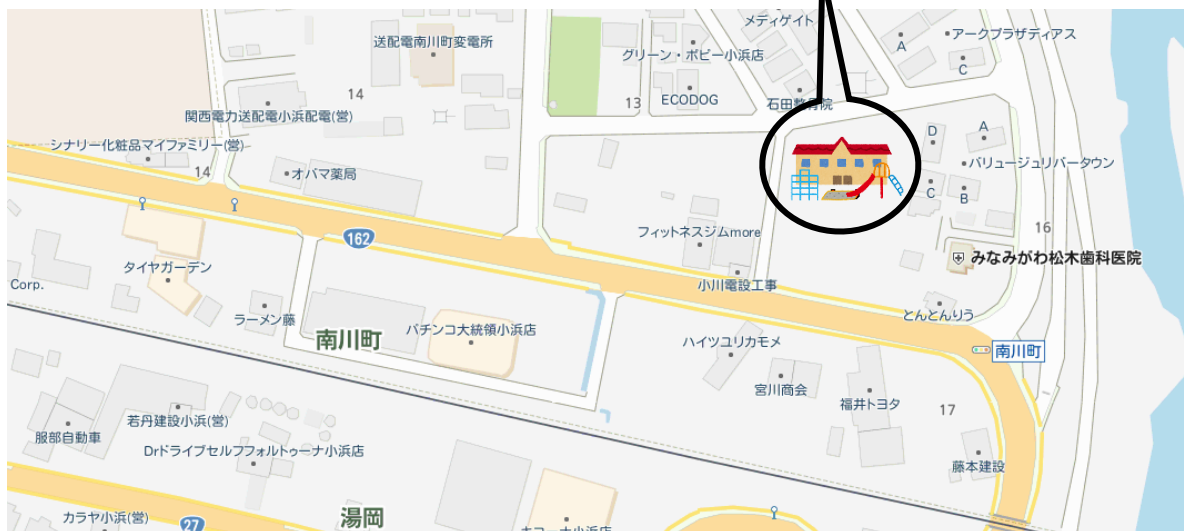 メディゲイト
アークプラザディアス
A
C
送配電南川町変電所
グリーン・ポピー小浜店
14
13
ECODOG
石田整骨院
関西電力送配電小浜配電(営)
シナリー化粧品マイファミリー(営)
14
オバマ薬局
D
A
バリュージュリバータウン
C
B
162
フィットネスジムmore
16
みなみがわ松木歯科医院
タイヤガーデン
Corp.
小川電設工事
とんとんりう
ラーメン藤
南川町
パチンコ大統領小浜店
ハイツユリカモメ
南川町
宮川商会
福井トヨタ
17
若丹建設小浜(営)
服部自動車
Drドライブセルフフォルトゥーナ小浜店
藤本建設
カラヤ小浜(営)
27
湯岡